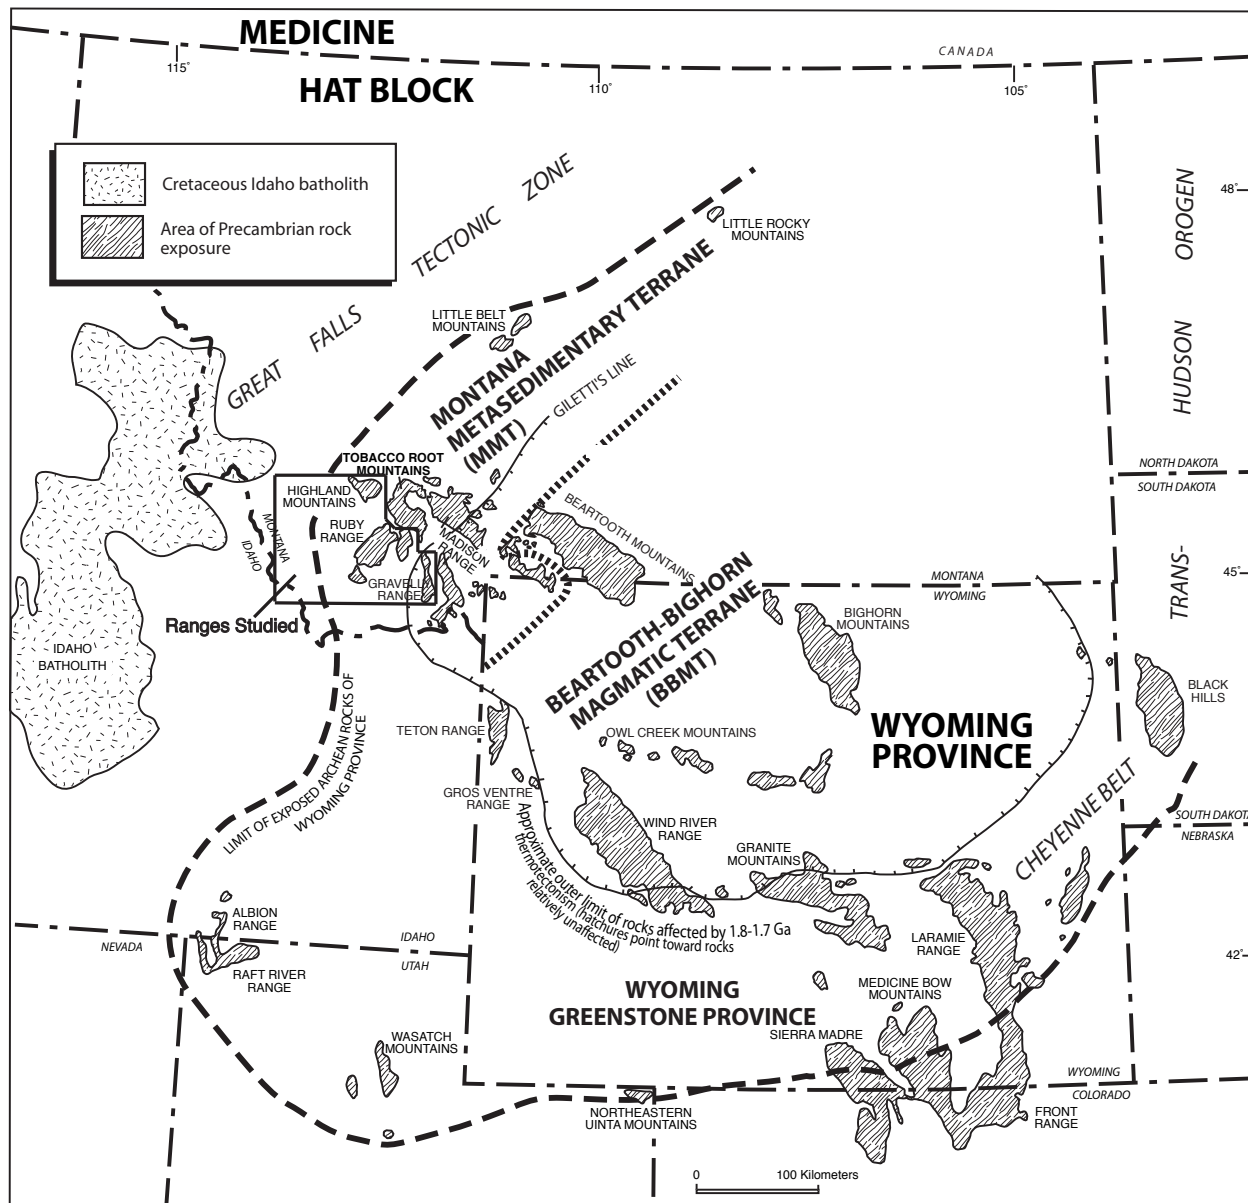 MEDICINE
HAT BLOCK
CANADA
115°
110°
105°
Cretaceous Idaho batholith
Area of Precambrian rock
exposure
GREAT FALLS TECTONIC ZONE
LITTLE ROCKY
MOUNTAINS
48°
TRANS-HUDSON OROGEN
LITTLE BELT
MOUNTAINS
MONTANA
METASEDIMENTARY TERRANE
(MMT)
GILETTI'S LINE
TOBACCO ROOT
MOUNTAINS
HIGHLAND
MOUNTAINS
RUBY
RANGE
MADISON
RANGE
GRAVELLY
RANGE
MONTANA
IDAHO
Ranges Studied
BEARTOOTH MOUNTAINS
NORTH DAKOTA
SOUTH DAKOTA
45°
MONTANA
WYOMING
BEARTOOTH-BIGHORN
MAGMATIC TERRANE
(BBMT)
BIGHORN
MOUNTAINS
BLACK
HILLS
IDAHO
BATHOLITH
TETON RANGE
OWL CREEK MOUNTAINS
WYOMING
PROVINCE
LIMIT OF EXPOSED ARCHEAN ROCKS OF
WYOMING PROVINCE
GROS VENTRE
RANGE
WIND RIVER
RANGE
GRANITE
MOUNTAINS
CHEYENNE BELT
SOUTH DAKOTA
NEBRASKA
Approximate outer limit of rocks affected by 1.8-1.7 Ga
thermotectonism (hatchures point toward rocks
relatively unaffected)
ALBION
RANGE
NEVADA
IDAHO
UTAH
RAFT RIVER
RANGE
LARAMIE
RANGE
42°
WYOMING
GREENSTONE PROVINCE
MEDICINE BOW
MOUNTAINS
SIERRA MADRE
WASATCH
MOUNTAINS
WYOMING
COLORADO
NORTHEASTERN
UINTA MOUNTAINS
FRONT
RANGE
0 100 Kilometers